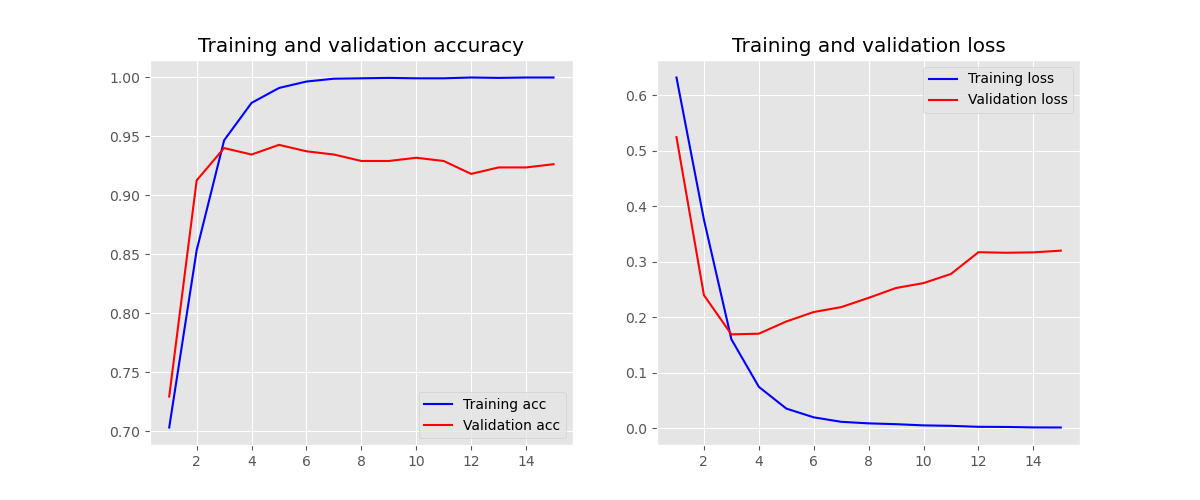 Training and validation accuracy
1.00
0.95
0.90
0.85
0.80
0.75
0.70
Training acc
Validation acc
2 4 6 8 10 12 14
Training and validation loss
Training loss
Validation loss
0.6
0.5
0.4
0.3
0.2
0.1
0.0
2 4 6 8 10 12 14